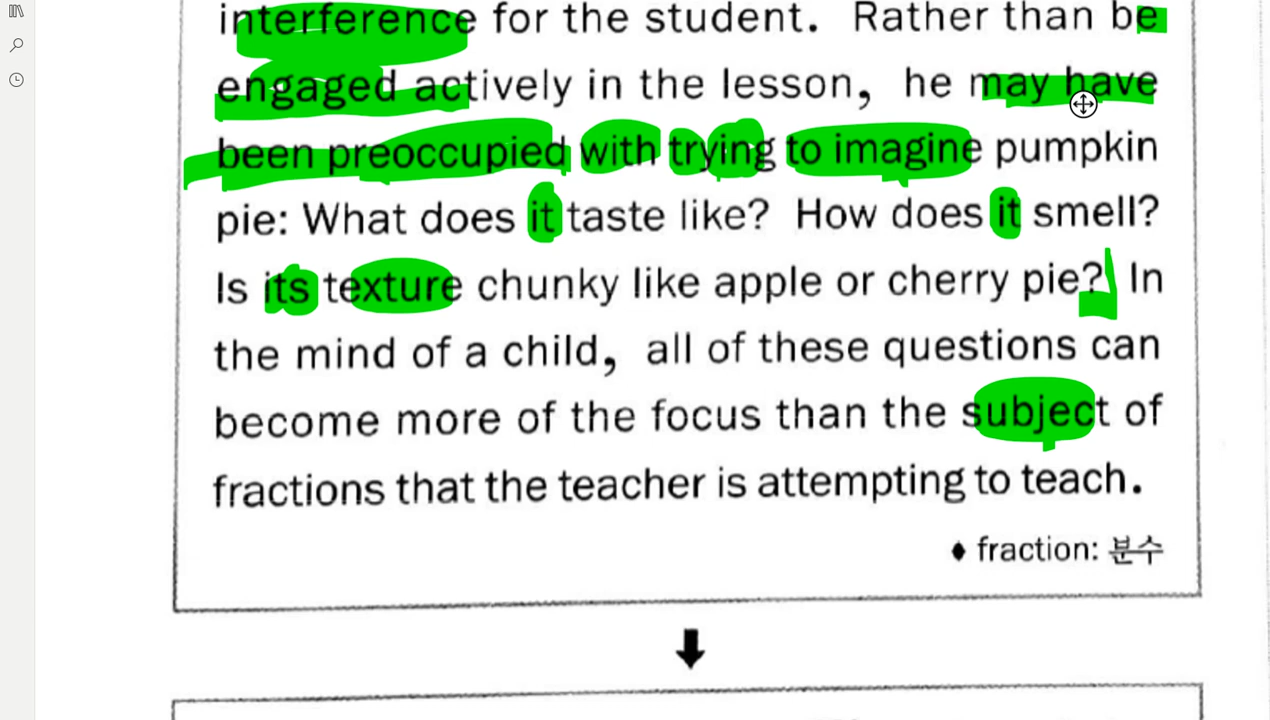 interference for the student. Rather than be
engaged actively in the lesson, he may have
been preoccupied with trying to imagine pumpkin
pie: What does it taste like? How does it smell?
Is its texture chunky like apple or cherry pie? In
the mind of a child, all of these questions can
become more of the focus than the subject of
fractions that the teacher is attempting to teach.
♦ fraction: 분수